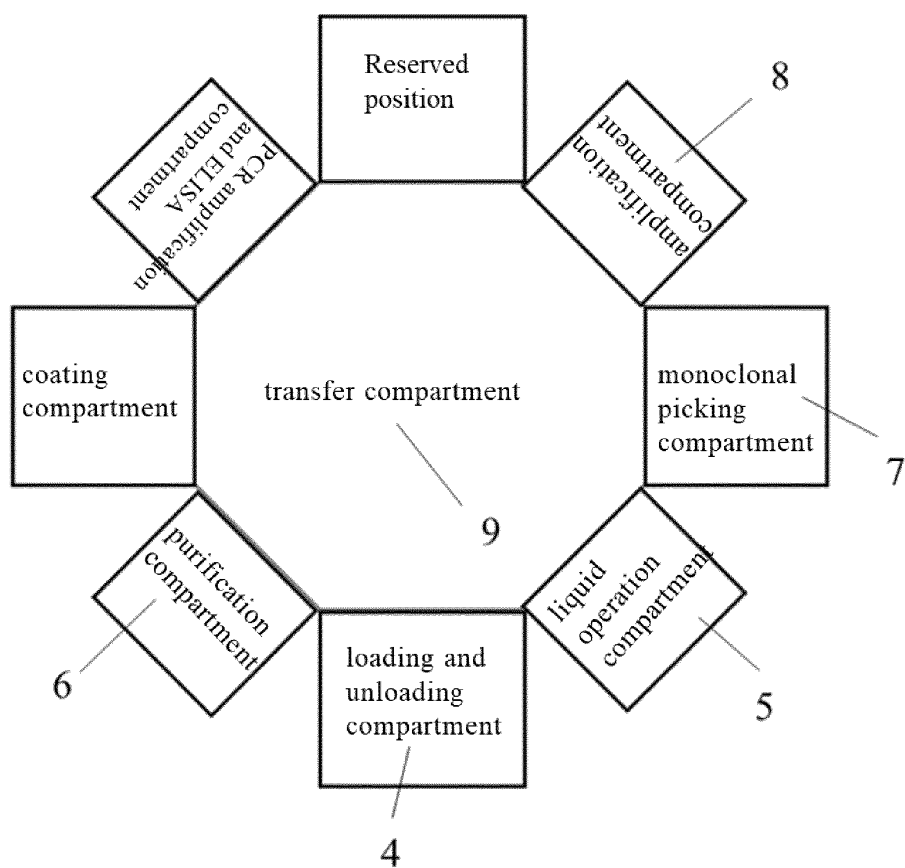 Reserved
position
8
PCR amplification
and ELISA
compartment
amplification
compartment
coating
compartment
transfer compartment
monoclonal
picking
compartment
7
9
purification
compartment
liquid
operation
compartment
6
loading and
unloading
compartment
5
4